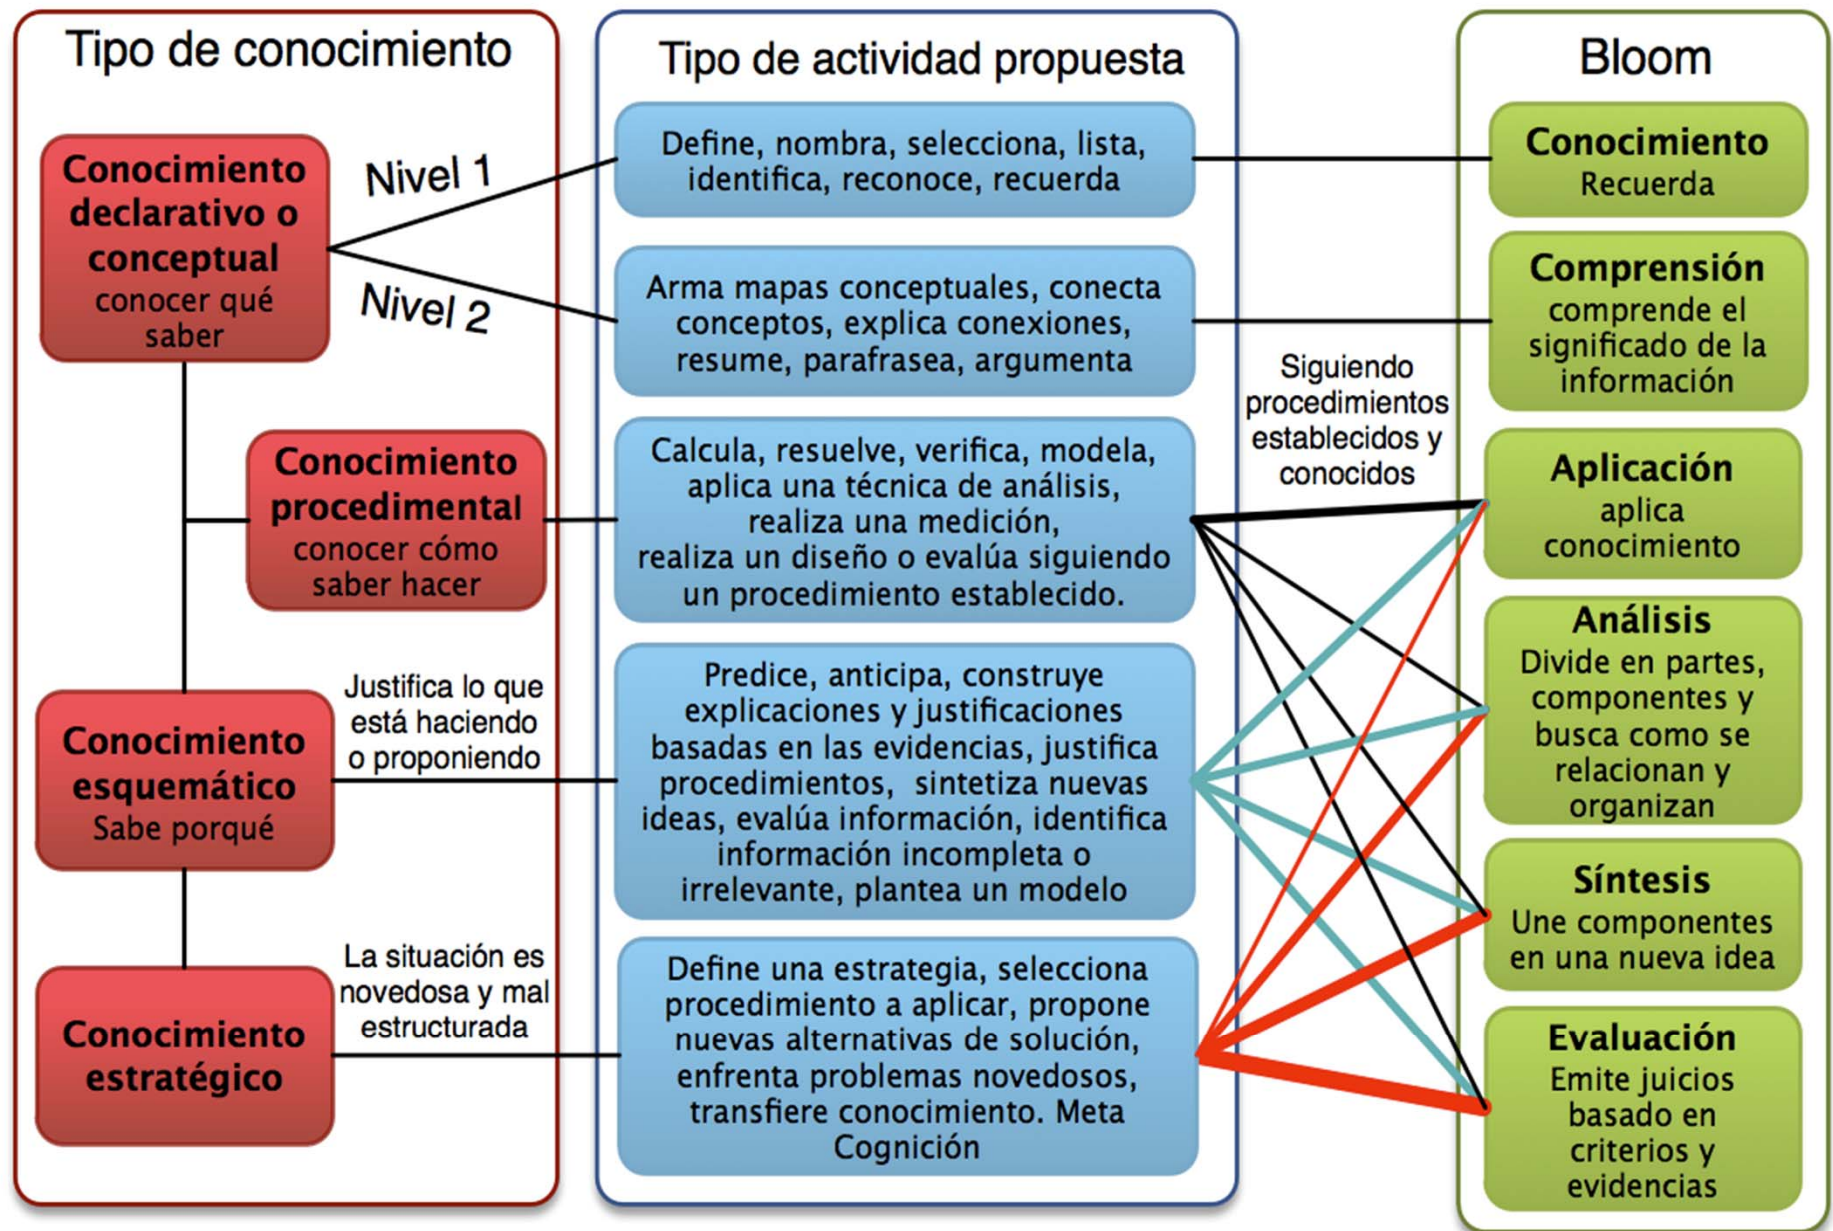 Tipo de conocimiento
Conocimiento
declarativo o
conceptual
conocer qué
saber
Nivel 1
Nivel 2
Conocimiento
procedimental
conocer cómo
saber hacer
Justifica lo que
está haciendo
o proponiendo
Conocimiento
esquemático
Sabe porqué
La situación es
novedosa y mal
estructurada
Conocimiento
estratégico
Tipo de actividad propuesta
Define, nombra, selecciona, lista,
identifica, reconoce, recuerda
Arma mapas conceptuales, conecta
conceptos, explica conexiones,
resume, parafrasea, argumenta
Calcula, resuelve, verifica, modela,
aplica una técnica de análisis,
realiza una medición,
realiza un diseño o evalúa siguiendo
un procedimiento establecido.
Predice, anticipa, construye
explicaciones y justificaciones
basadas en las evidencias, justifica
procedimientos, sintetiza nuevas
ideas, evalúa información, identifica
información incompleta o
irrelevante, plantea un modelo
Define una estrategia, selecciona
procedimiento a aplicar, propone
nuevas alternativas de solución,
enfrenta problemas novedosos,
transfiere conocimiento. Meta
Cognición
Siguiendo
procedimientos
establecidos y
conocidos
Bloom
Conocimiento
Recuerda
Comprensión
comprende el
significado de la
información
Aplicación
aplica
conocimiento
Análisis
Divide en partes,
componentes y
busca como se
relacionan y
organizan
Síntesis
Une componentes
en una nueva idea
Evaluación
Emite juicios
basado en
criterios y
evidencias